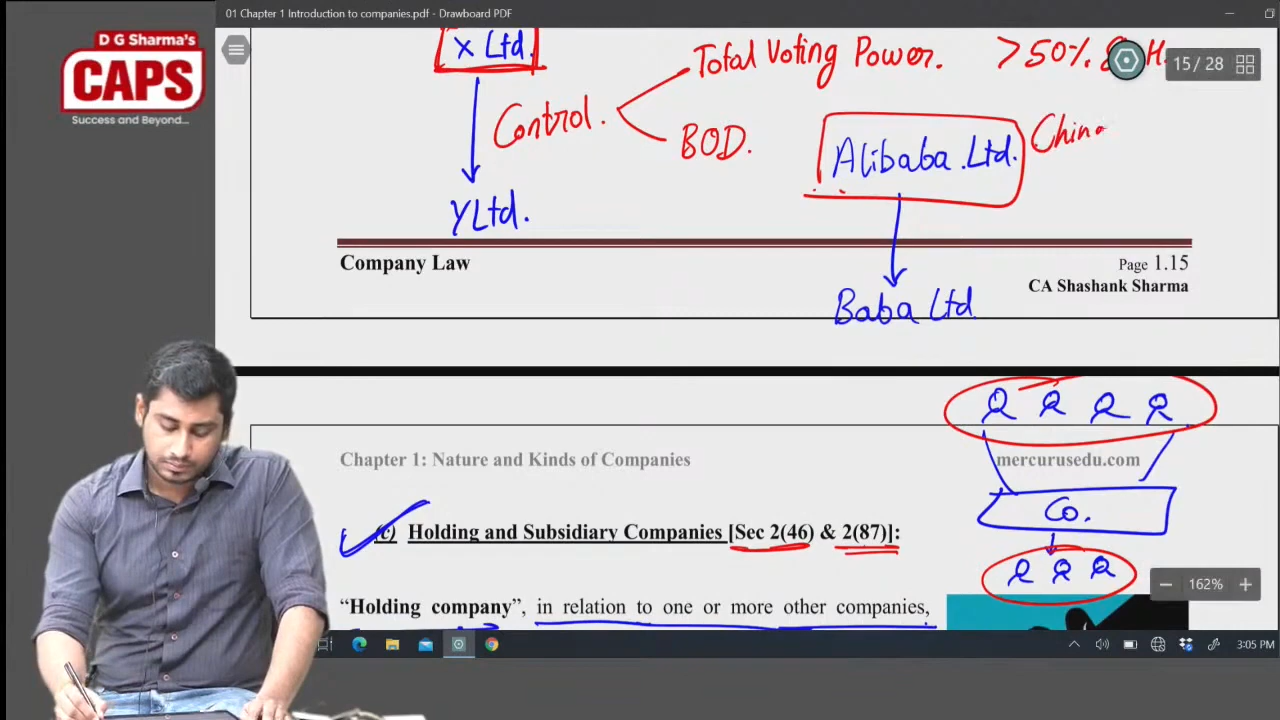 01 Chapter 1 Introduction to companies.pdf - Drawboard PDF
D G Sharma's
CAPS
Success and Beyond...
15 / 28
X Ltd.
Total Voting Power. >50%
Control.
BOD.
Alibaba Ltd.
China
Y Ltd.
Company Law
Page 1.15
CA Shashank Sharma
Baba Ltd
Chapter 1: Nature and Kinds of Companies
mercurusedu.com
Co.
(c) Holding and Subsidiary Companies [Sec 2(46) & 2(87)]:
162%
“Holding company”, in relation to one or more other companies,
3:05 PM